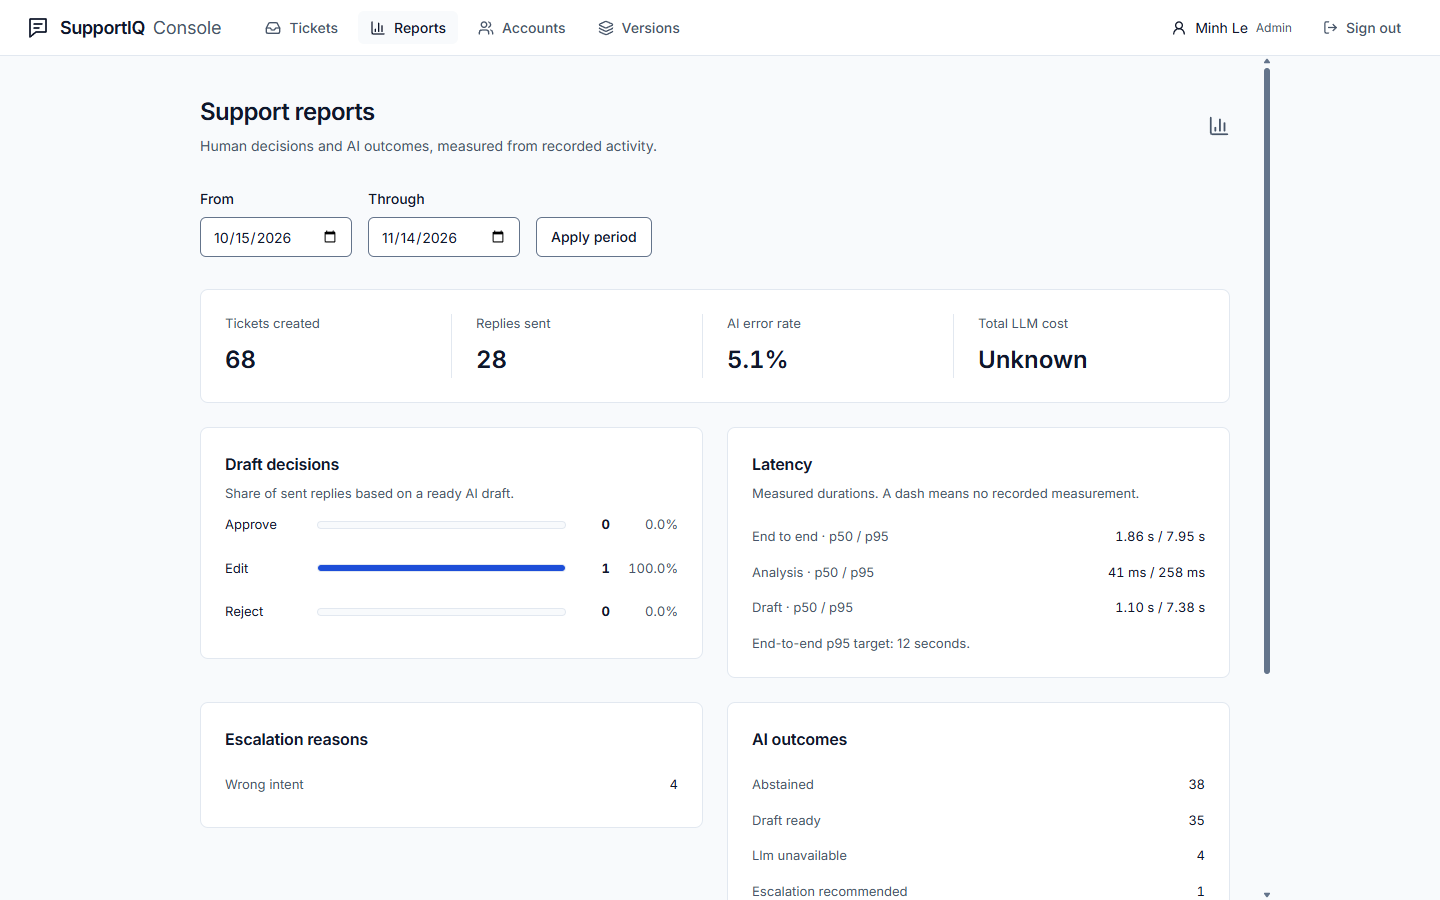 SupportIQ Console
Tickets
Reports
Accounts
Versions
Minh Le Admin
Sign out
Support reports
Human decisions and AI outcomes, measured from recorded activity.
From
Through
10/15/2026
11/14/2026
Apply period
Tickets created
68
Replies sent
28
AI error rate
5.1%
Total LLM cost
Unknown
Draft decisions
Share of sent replies based on a ready AI draft.
Approve 0 0.0%
Edit 1 100.0%
Reject 0 0.0%
Latency
Measured durations. A dash means no recorded measurement.
End to end · p50 / p95 1.86 s / 7.95 s
Analysis · p50 / p95 41 ms / 258 ms
Draft · p50 / p95 1.10 s / 7.38 s
End-to-end p95 target: 12 seconds.
Escalation reasons
Wrong intent 4
AI outcomes
Abstained 38
Draft ready 35
Llm unavailable 4
Escalation recommended 1